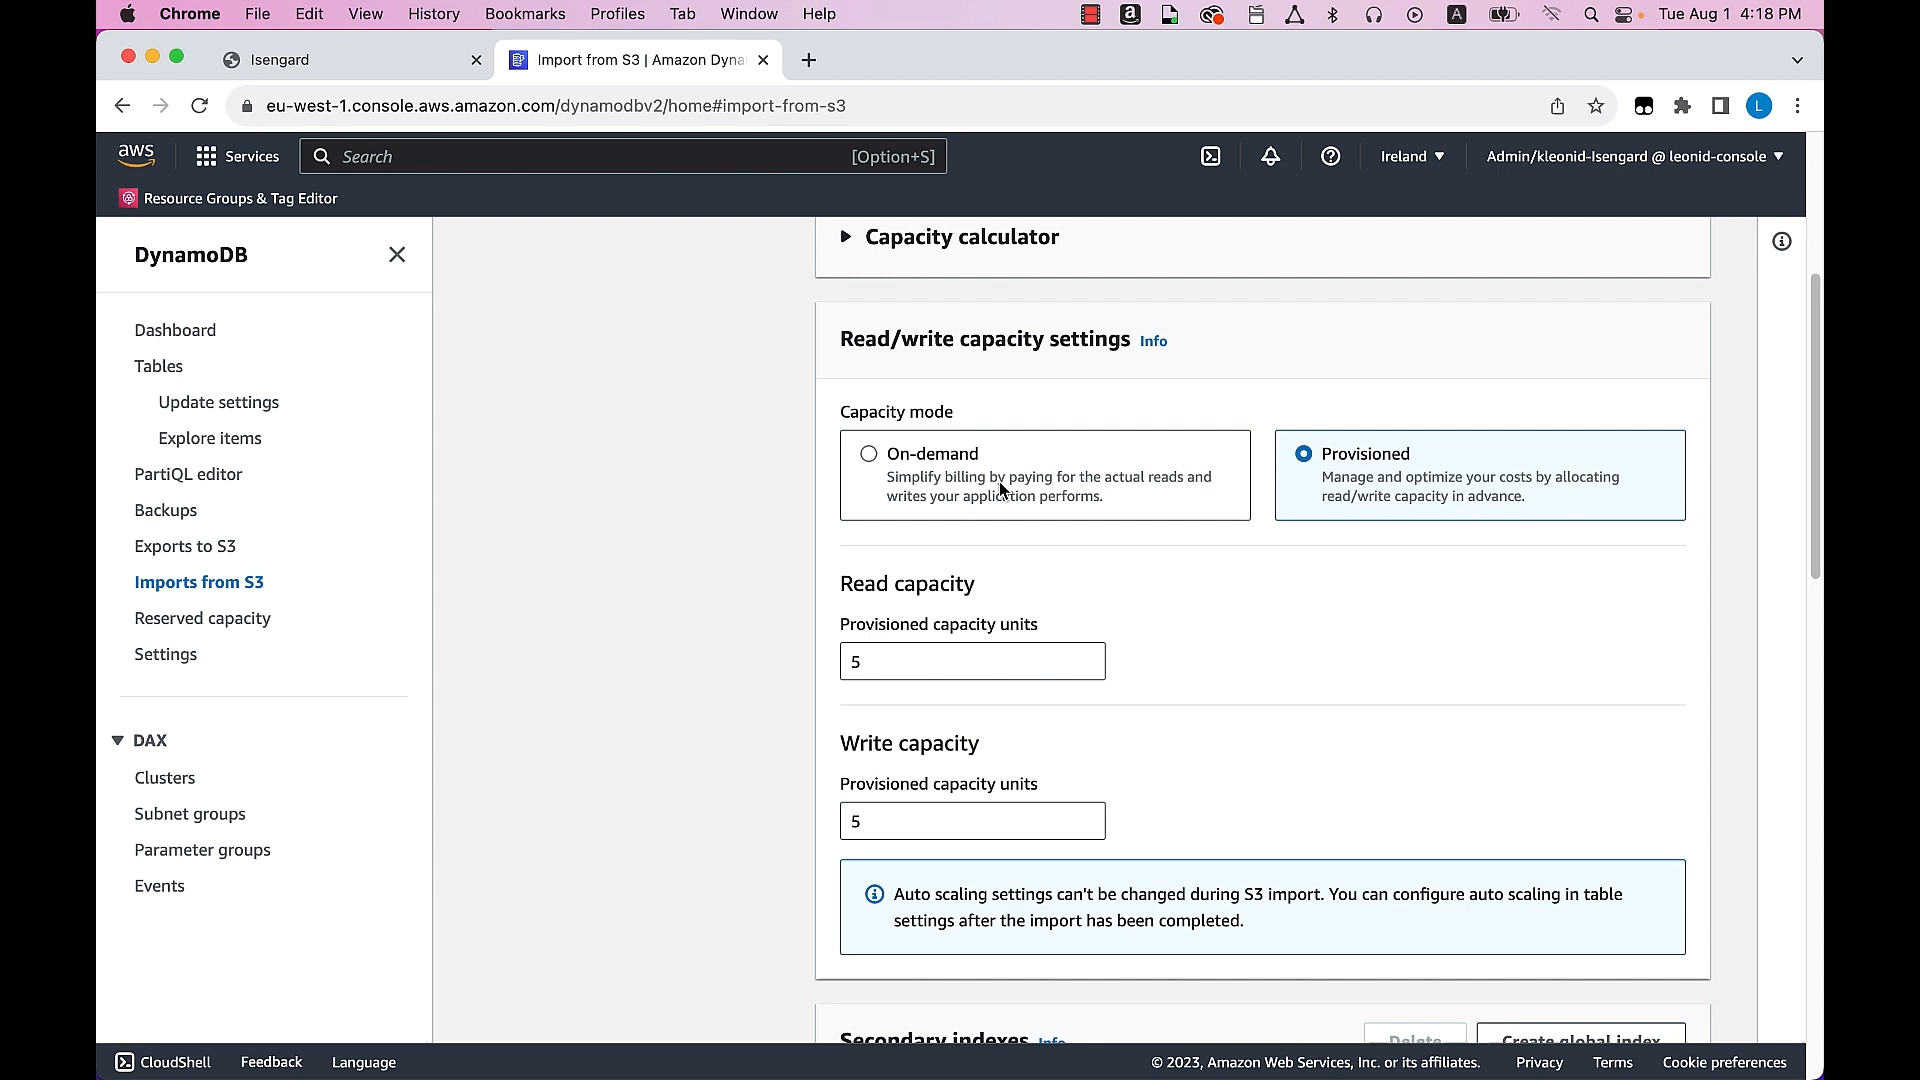 Chrome File Edit View History Bookmarks Profiles Tab Window Help Tue Aug 1 4:18 PM
Isengard
Import from S3 | Amazon Dyna
eu-west-1.console.aws.amazon.com/dynamodbv2/home#import-from-s3
L
aws
Services
Search
[Option+S]
Ireland ▼
Admin/kleonid-Isengard @ leonid-console ▼
Resource Groups & Tag Editor
DynamoDB
Dashboard
Tables
Update settings
Explore items
PartiQL editor
Backups
Exports to S3
Imports from S3
Reserved capacity
Settings
DAX
Clusters
Subnet groups
Parameter groups
Events
Capacity calculator
Read/write capacity settings Info
Capacity mode
On-demand
Simplify billing by paying for the actual reads and
writes your application performs.
Provisioned
Manage and optimize your costs by allocating
read/write capacity in advance.
Read capacity
Provisioned capacity units
5
Write capacity
Provisioned capacity units
5
Auto scaling settings can't be changed during S3 import. You can configure auto scaling in table
settings after the import has been completed.
Secondary indexes Info
Delete
Create global index
CloudShell
Feedback
Language
© 2023, Amazon Web Services, Inc. or its affiliates.
Privacy
Terms
Cookie preferences